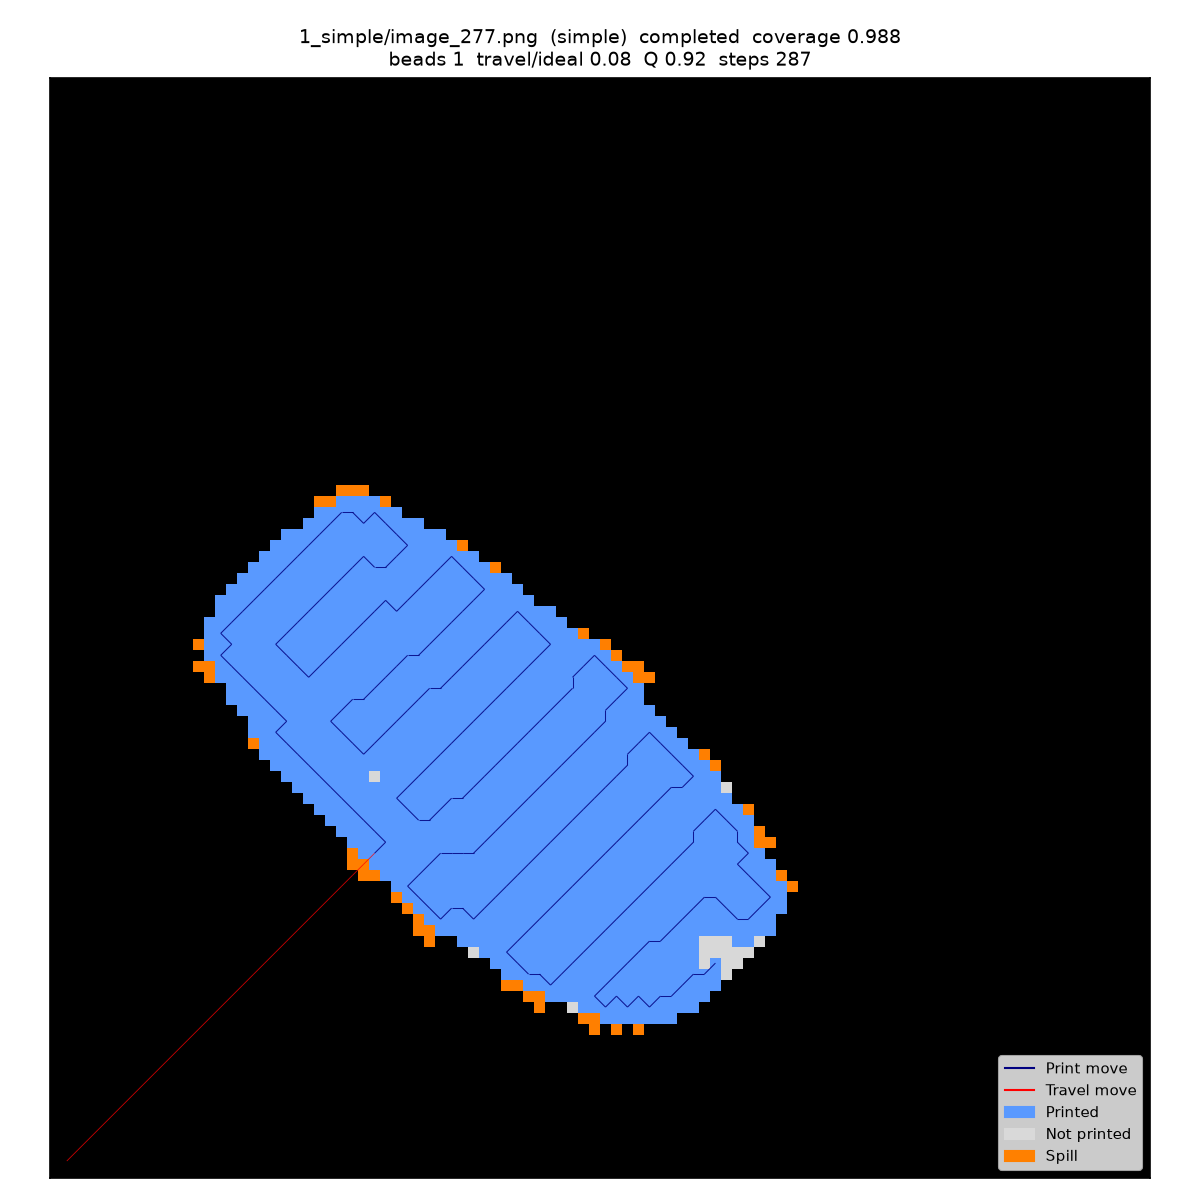 1_simple/image_277.png  (simple)  completed  coverage 0.988
beads 1  travel/ideal 0.08  Q 0.92  steps 287
Print move
Travel move
Printed
Not printed
Spill